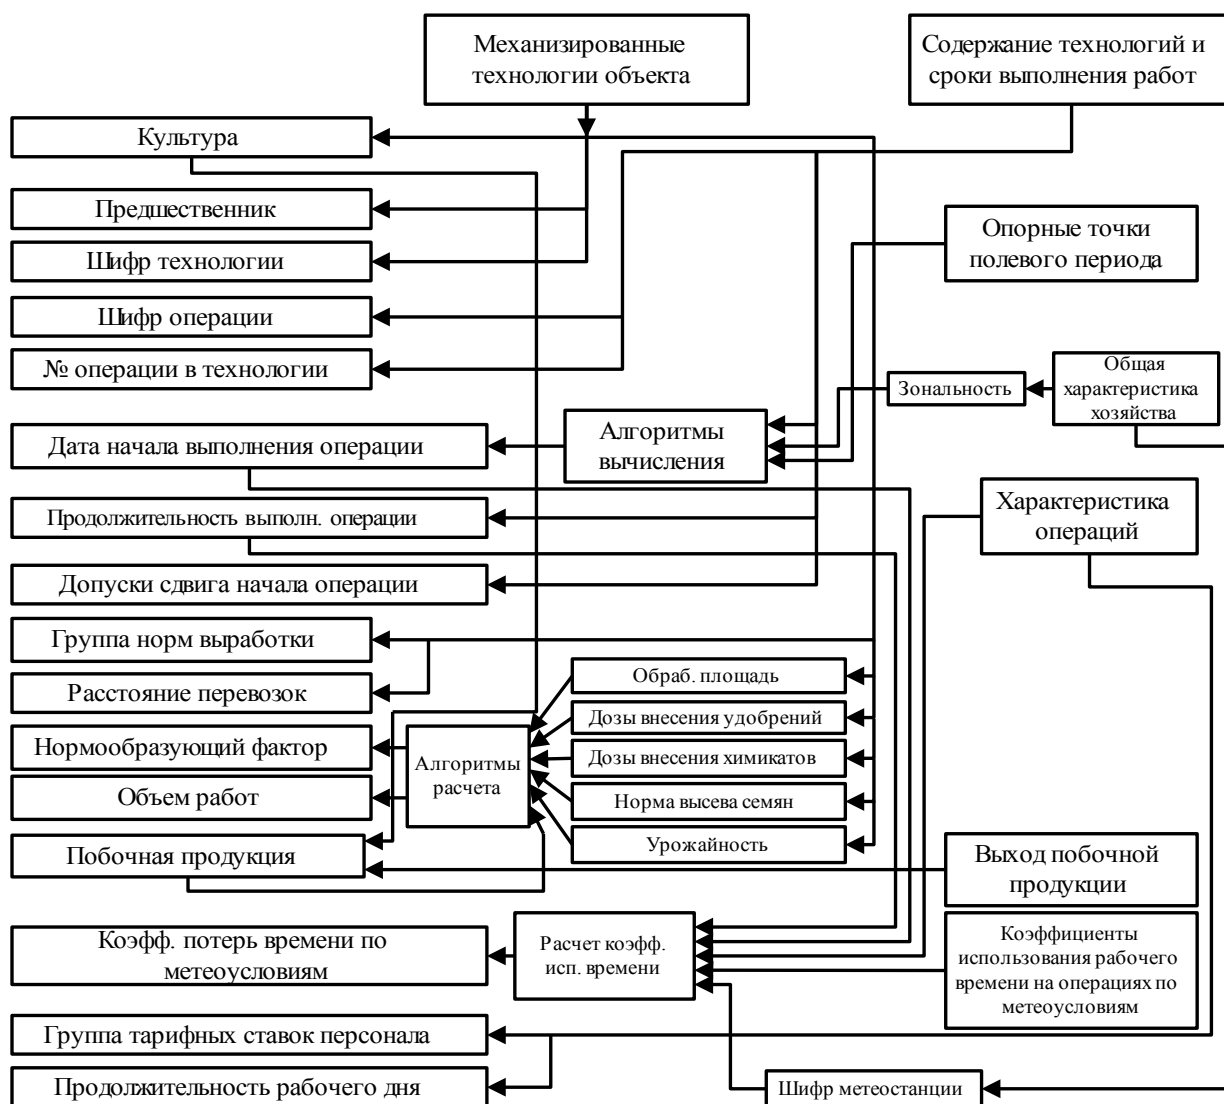 Механизированные
технологии объекта
Содержание технологий и
сроки выполнения работ
Культура
Предшественник
Шифр технологии
Шифр операции
№ операции в технологии
Опорные точки
полевого периода
Зональность
Общая
характеристика
хозяйства
Дата начала выполнения операции
Алгоритмы
вычисления
Продолжительность выполн. операции
Характеристика
операций
Допуски сдвига начала операции
Группа норм выработки
Расстояние перевозок
Нормообразующий фактор
Объем работ
Побочная продукция
Алгоритмы
расчета
Обраб. площадь
Дозы внесения удобрений
Дозы внесения химикатов
Норма высева семян
Урожайность
Выход побочной
продукции
Коэфф. потерь времени по
метеоусловиям
Расчет коэфф.
исп. времени
Коэффициенты
использования рабочего
времени на операциях по
метеоусловиям
Группа тарифных ставок персонала
Продолжительность рабочего дня
Шифр метеостанции